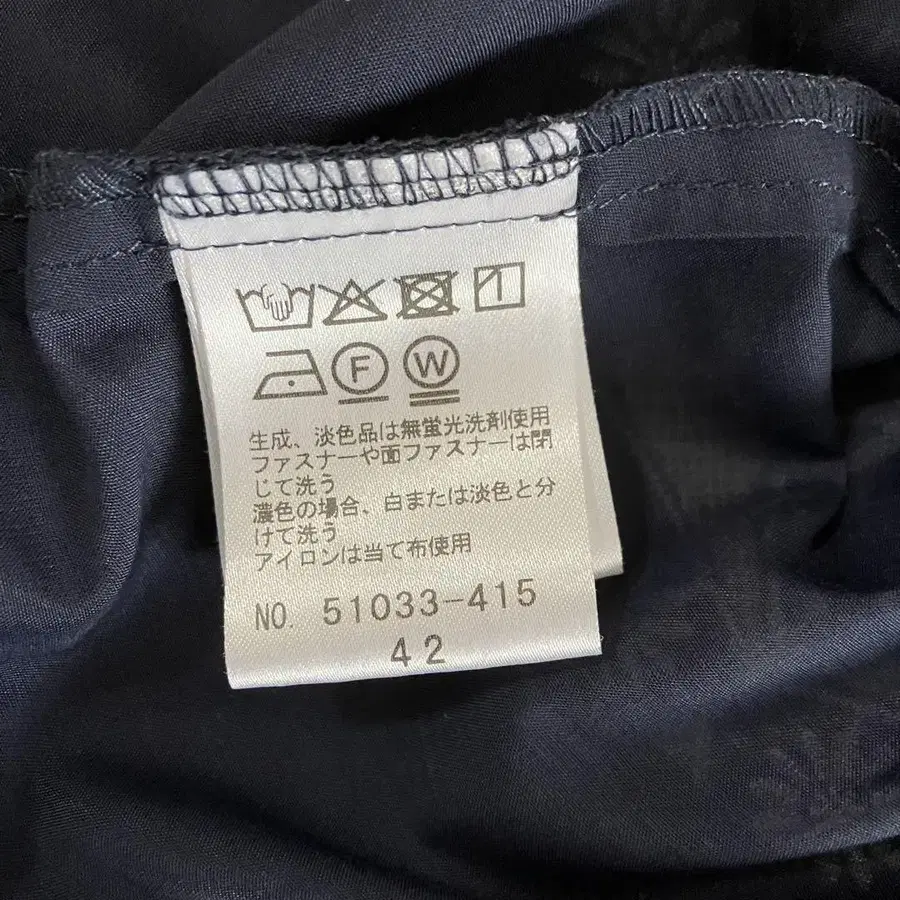 F W
生成、淡色品は無蛍光洗剤使用
ファスナーや面ファスナーは閉
じて洗う
濃色の場合、白または淡色と分
けて洗う
アイロンは当て布使用
NO. 51033-415
42